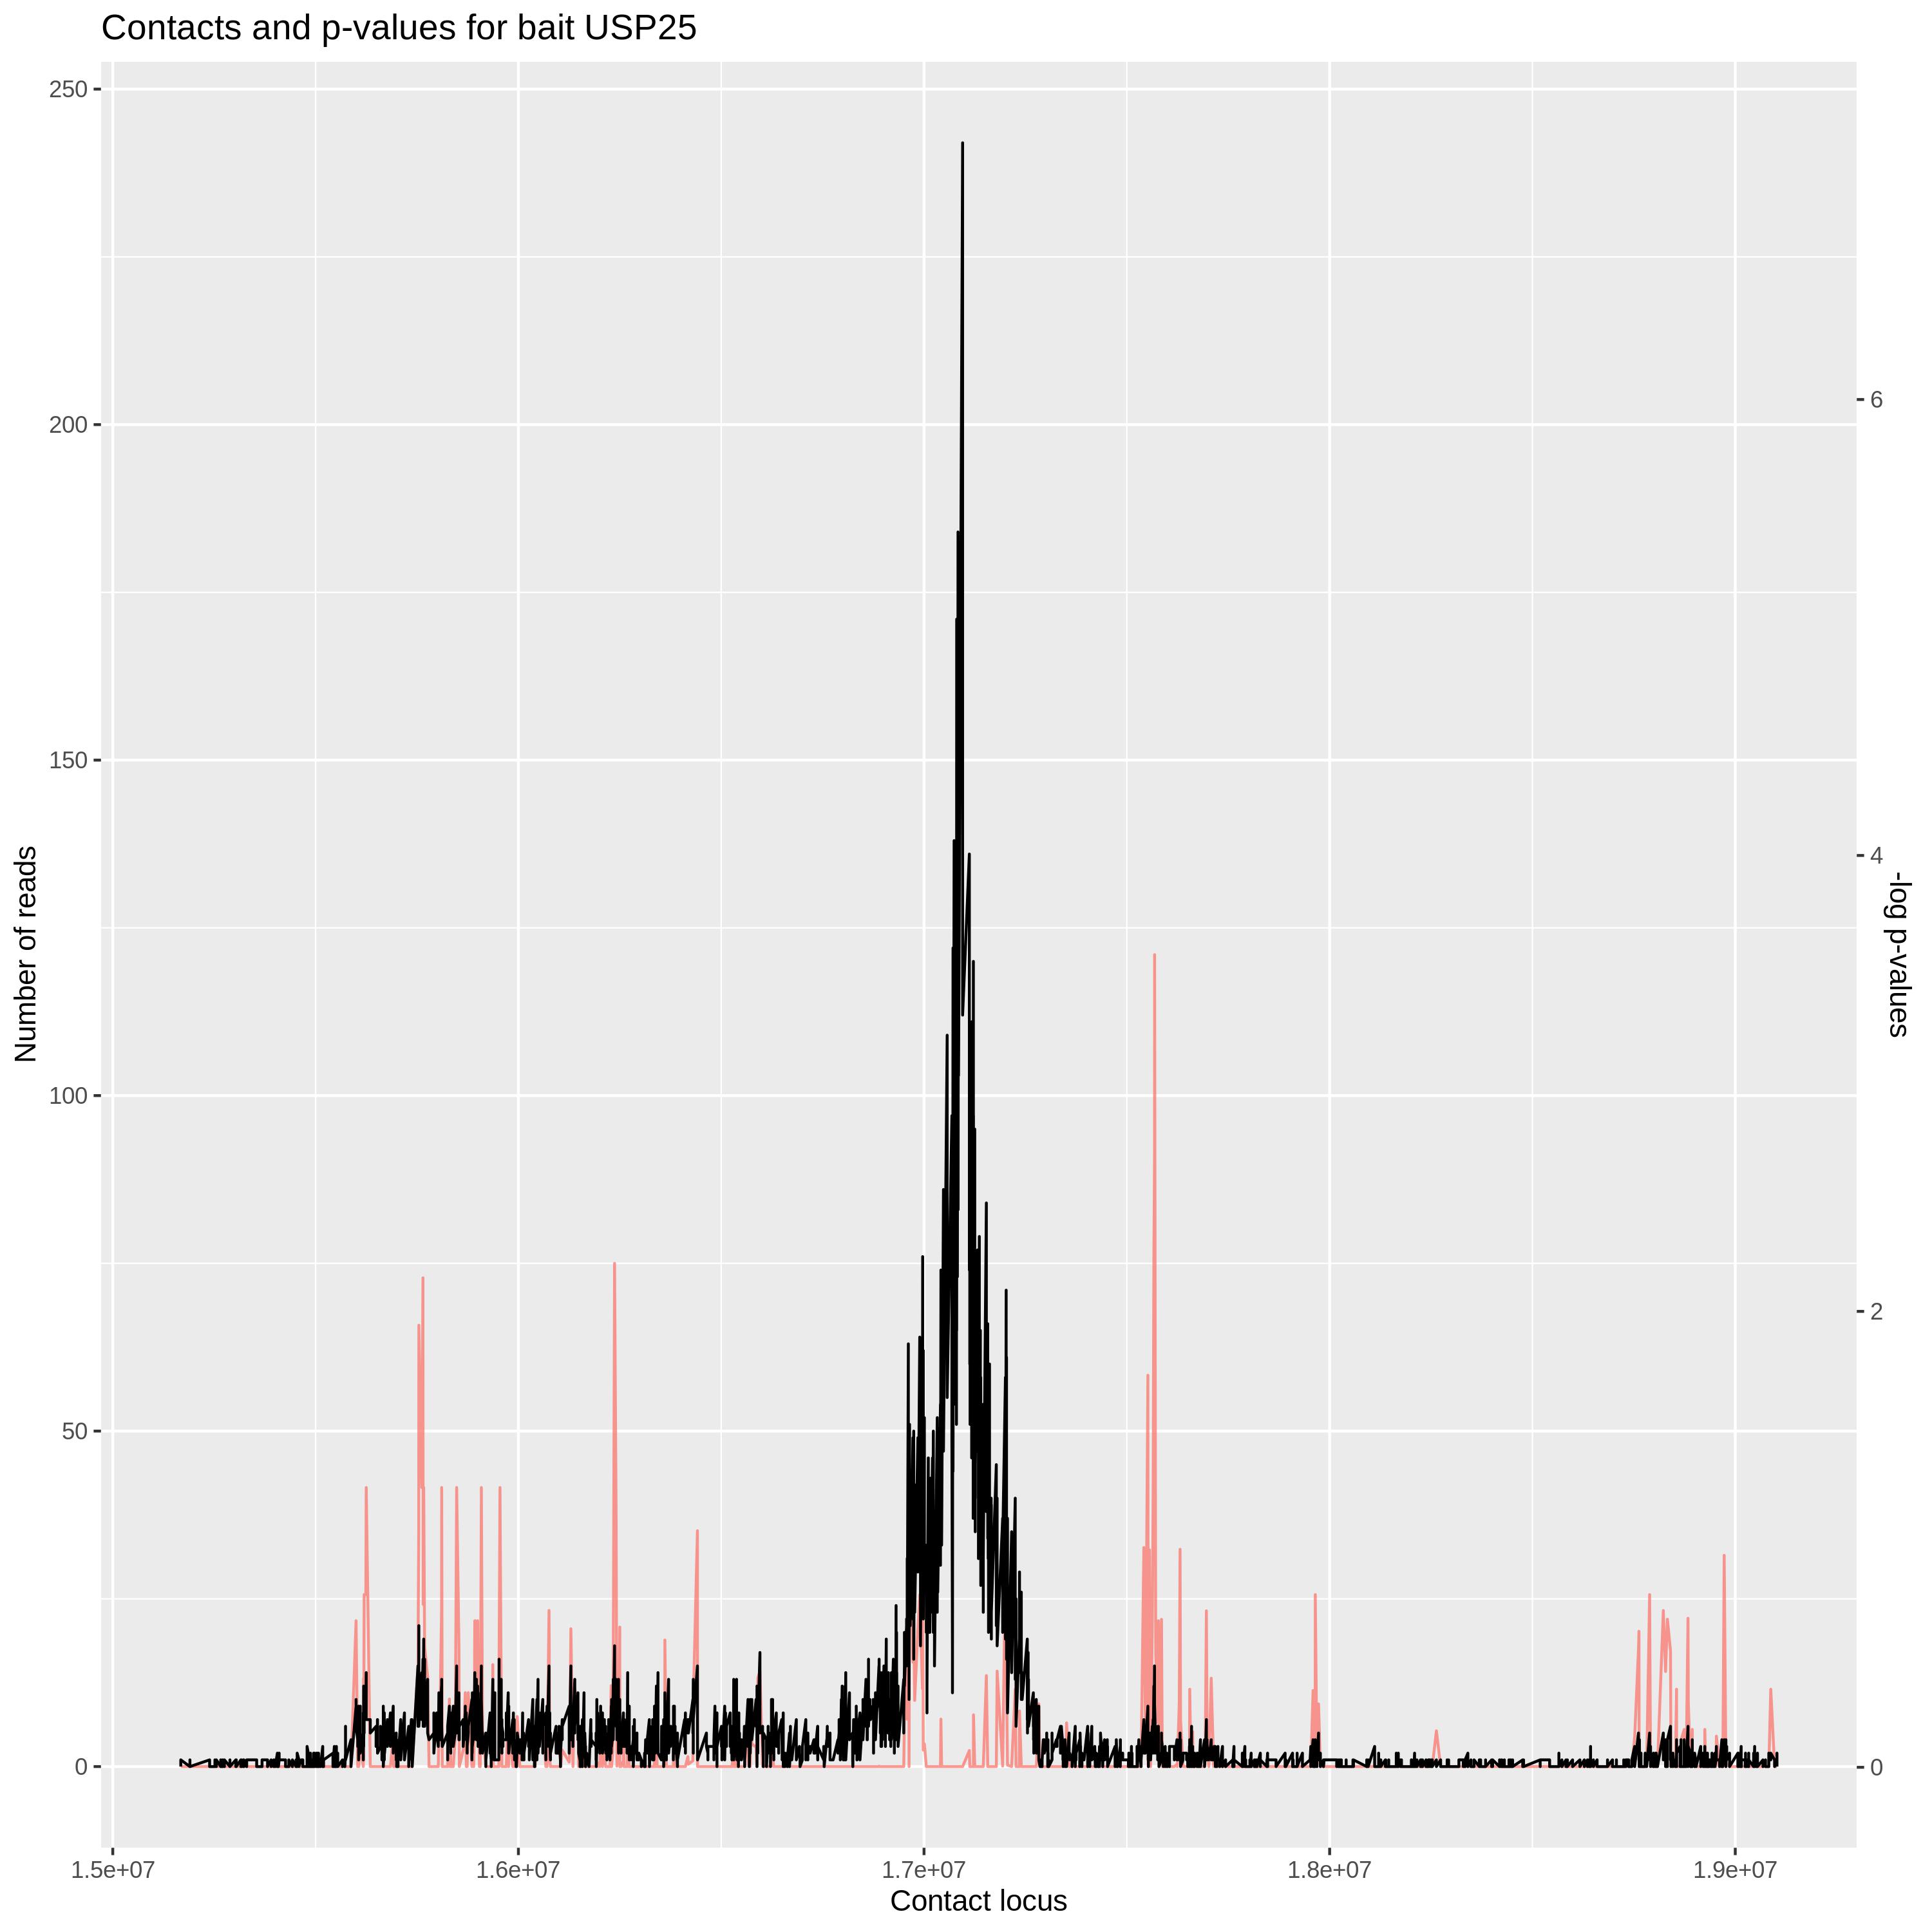 Contacts and p-values for bait USP25
250
200
150
100
50
0
Number of reads
6
4
2
0
-log p-values
1.5e+07 1.6e+07 1.7e+07 1.8e+07 1.9e+07
Contact locus